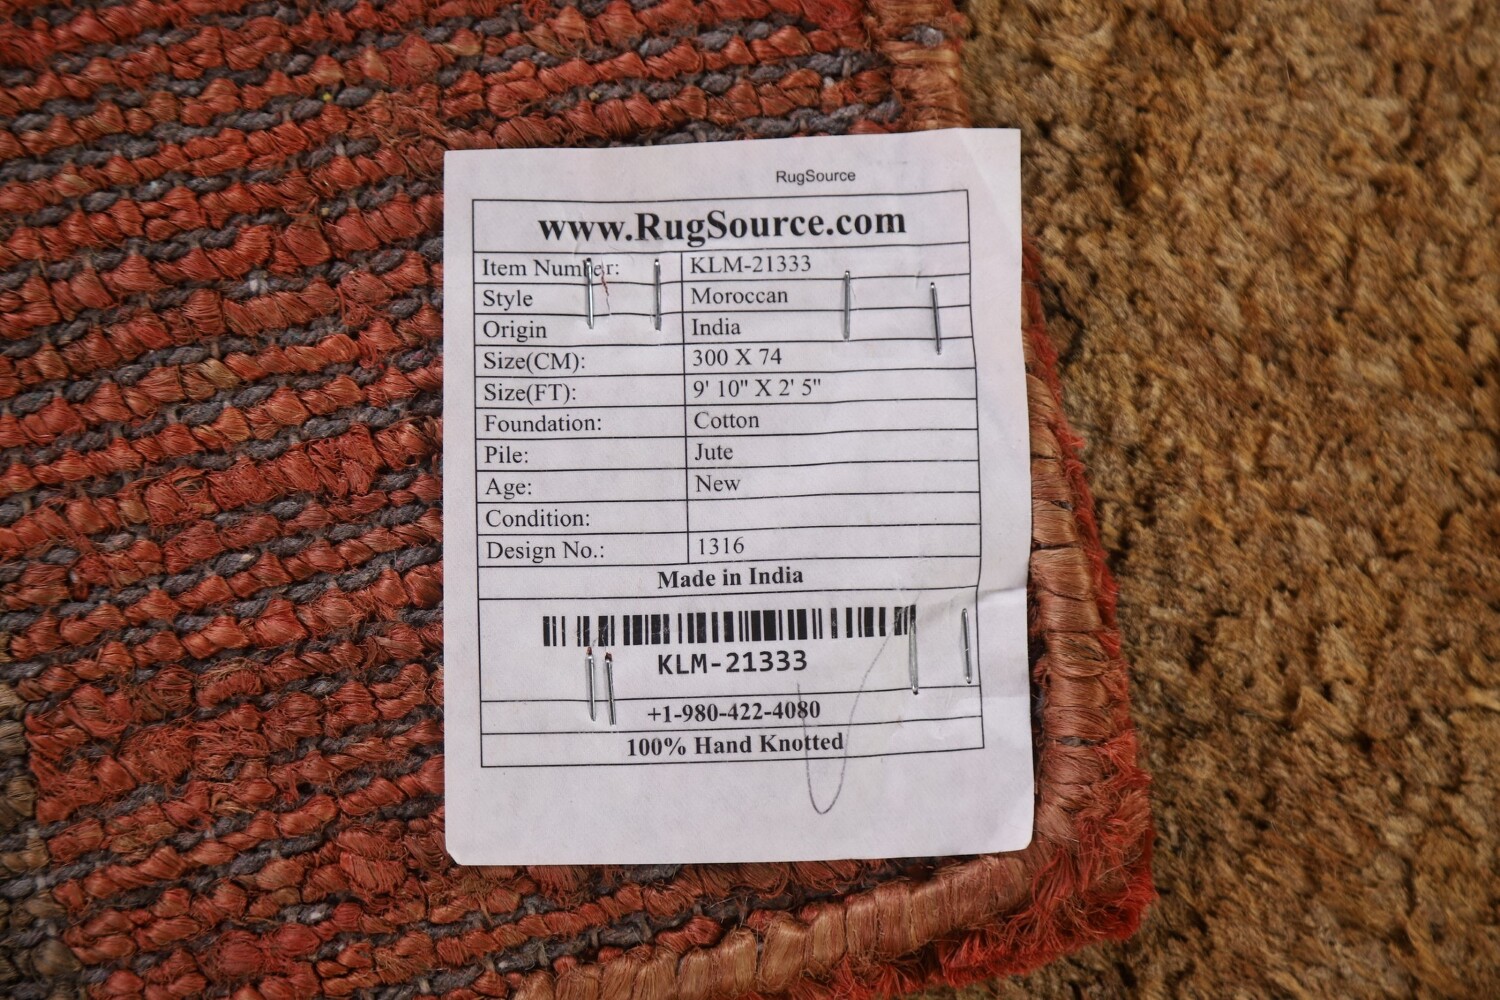 RugSource
www.RugSource.com
Item Number: KLM-21333
Style Moroccan
Origin India
Size(CM): 300 X 74
Size(FT): 9' 10" X 2' 5"
Foundation: Cotton
Pile: Jute
Age: New
Condition:
Design No.: 1316
Made in India
KLM-21333
+1-980-422-4080
100% Hand Knotted